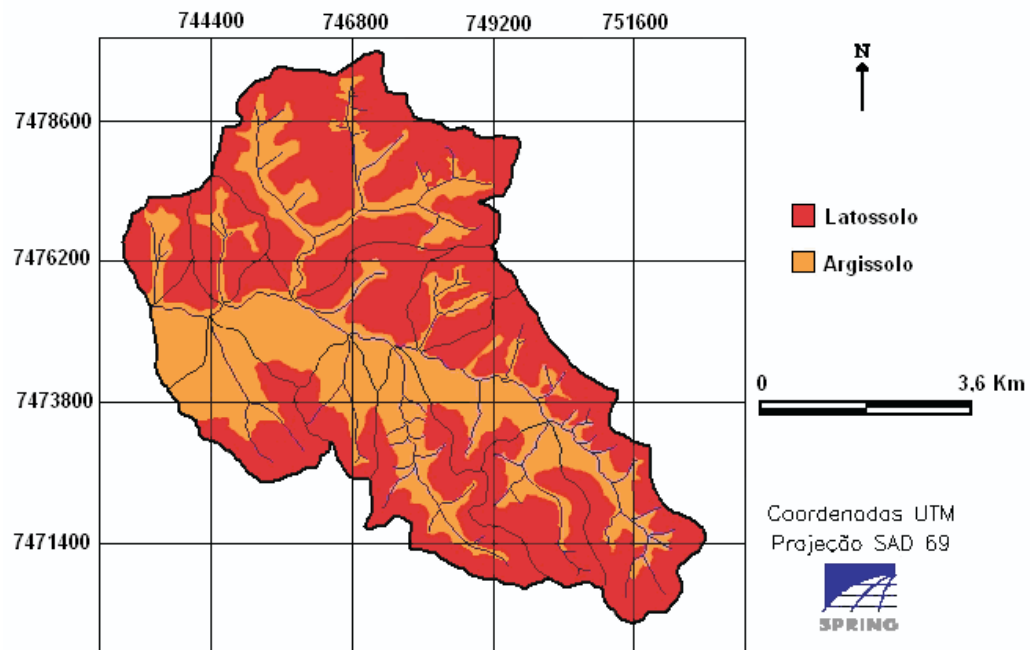 744400 746800 749200 751600
N
7478600
7476200
7473800
7471400
Latossolo
Argissolo
0 3,6 Km
Coordenadas UTM
Projeção SAD 69
SPRING